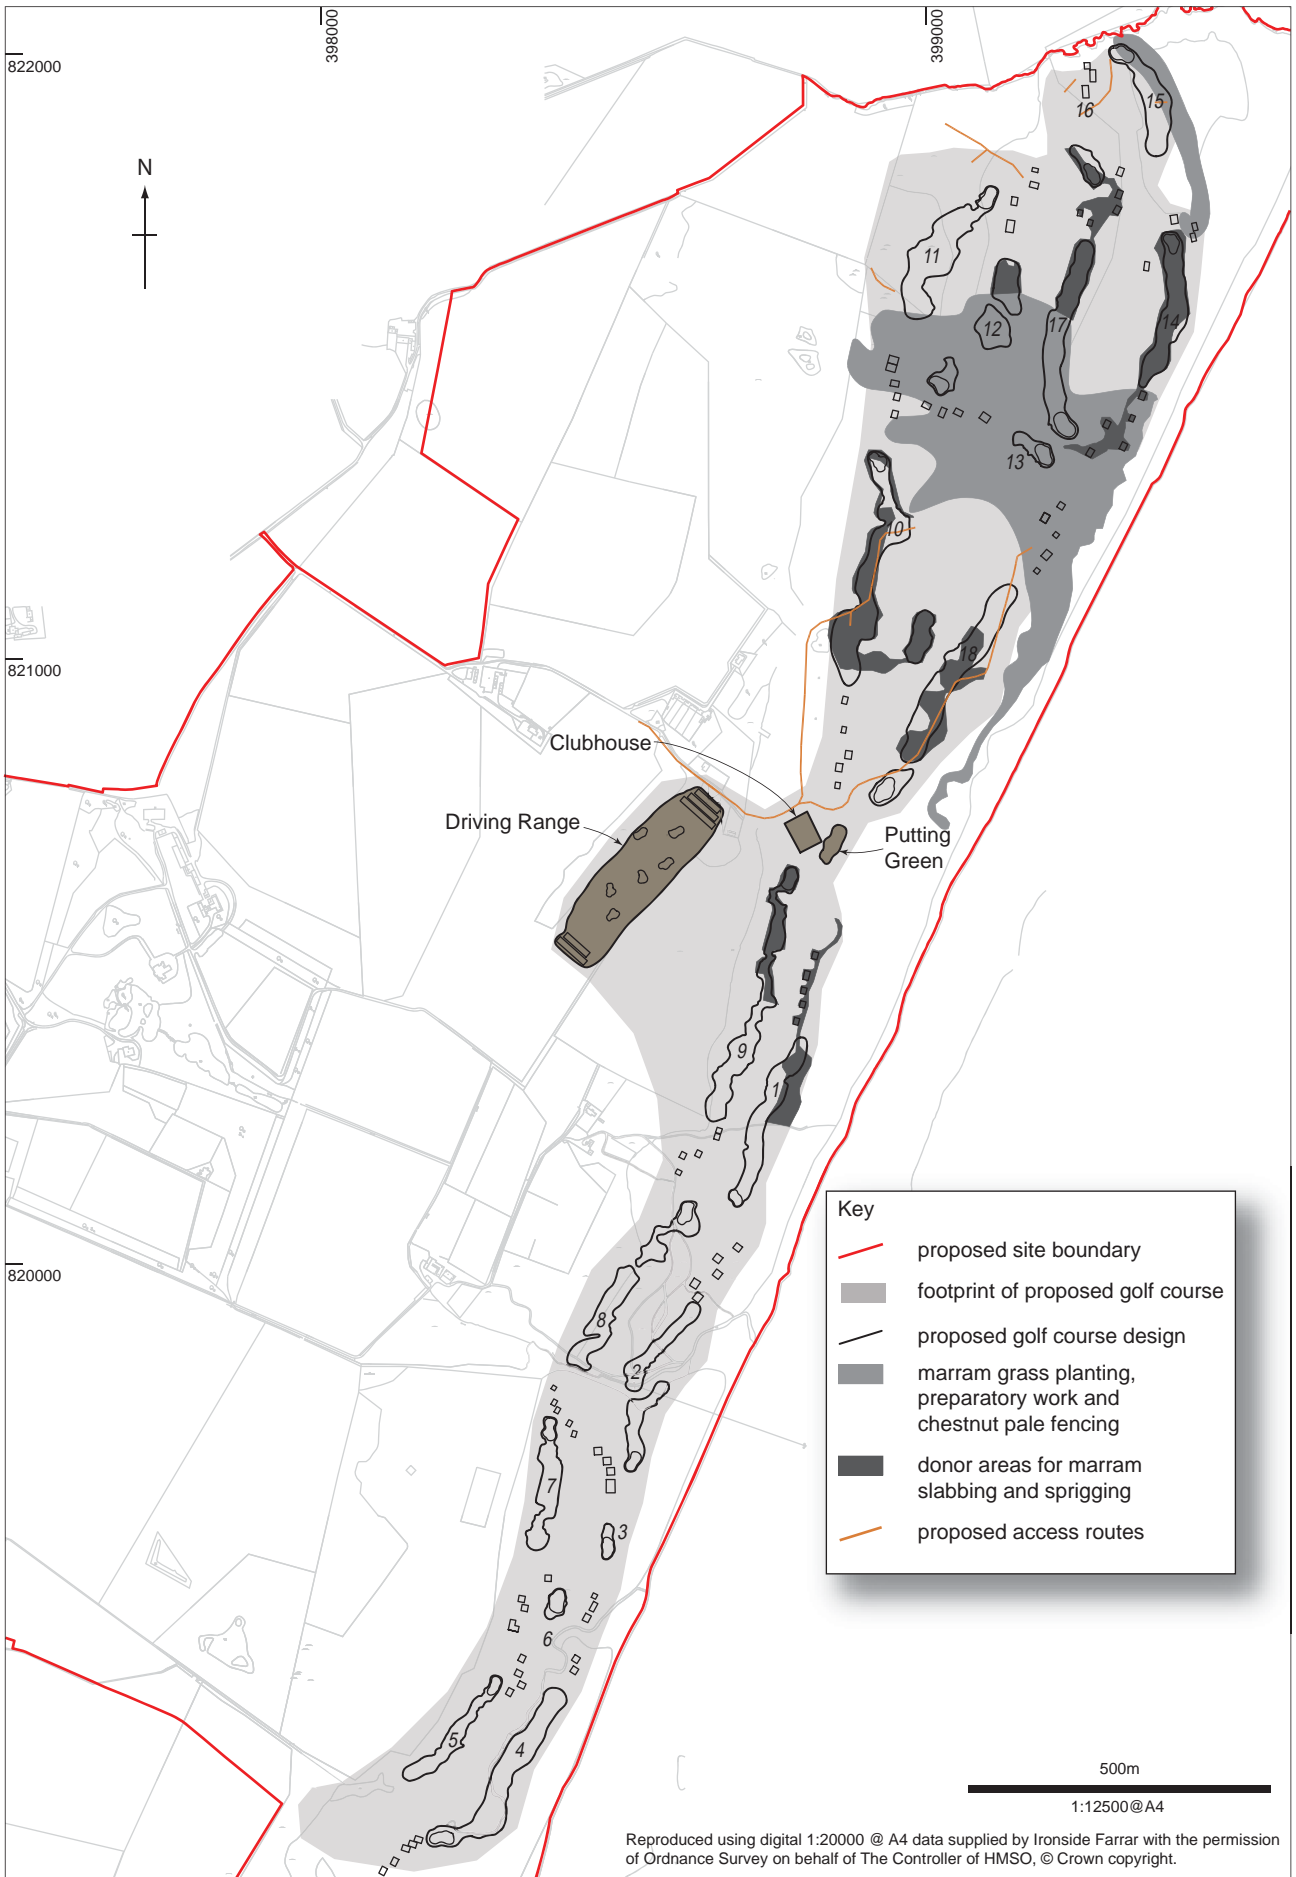 398000
399000
822000
N
15
16
11
12
17
14
13
10
821000
18
Clubhouse
Driving Range
Putting
Green
9
1
Key
proposed site boundary
820000
footprint of proposed golf course
8
proposed golf course design
2
marram grass planting,
preparatory work and
chestnut pale fencing
7
donor areas for marram
slabbing and sprigging
3
proposed access routes
6
5
4
500m
1:12500@A4
Reproduced using digital 1:20000 @ A4 data supplied by Ironside Farrar with the permission
of Ordnance Survey on behalf of The Controller of HMSO, © Crown copyright.